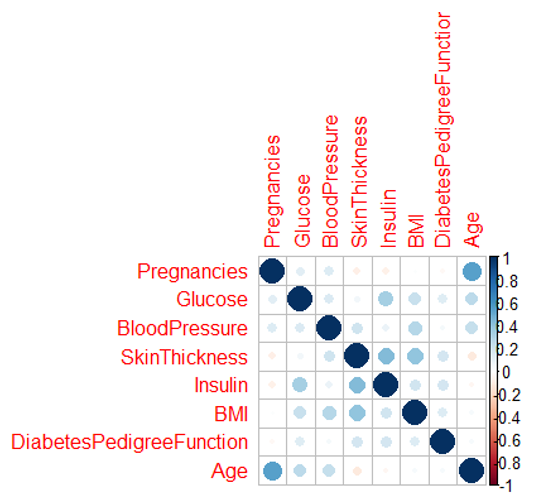 Pregnancies
Glucose
BloodPressure
SkinThickness
Insulin
BMI
DiabetesPedigreeFunction
Age
Pregnancies
Glucose
BloodPressure
SkinThickness
Insulin
BMI
DiabetesPedigreeFunction
Age
1
0.8
0.6
0.4
0.2
0
-0.2
-0.4
-0.6
-0.8
-1